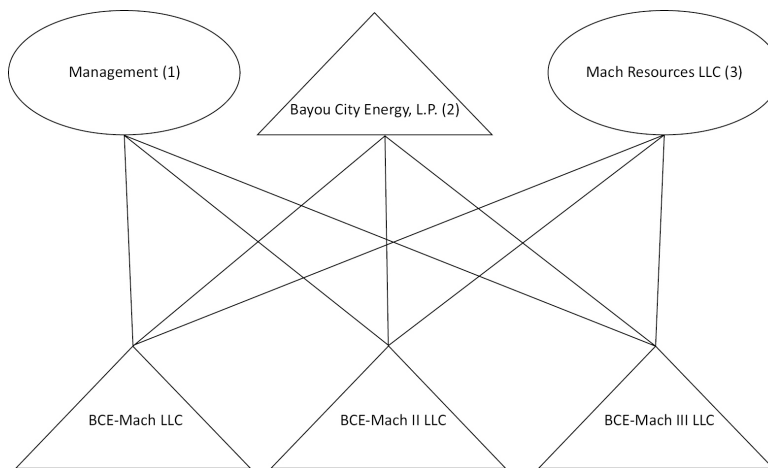 Management (1)
Bayou City Energy, L.P. (2)
Mach Resources LLC (3)
BCE-Mach LLC
BCE-Mach II LLC
BCE-Mach III LLC